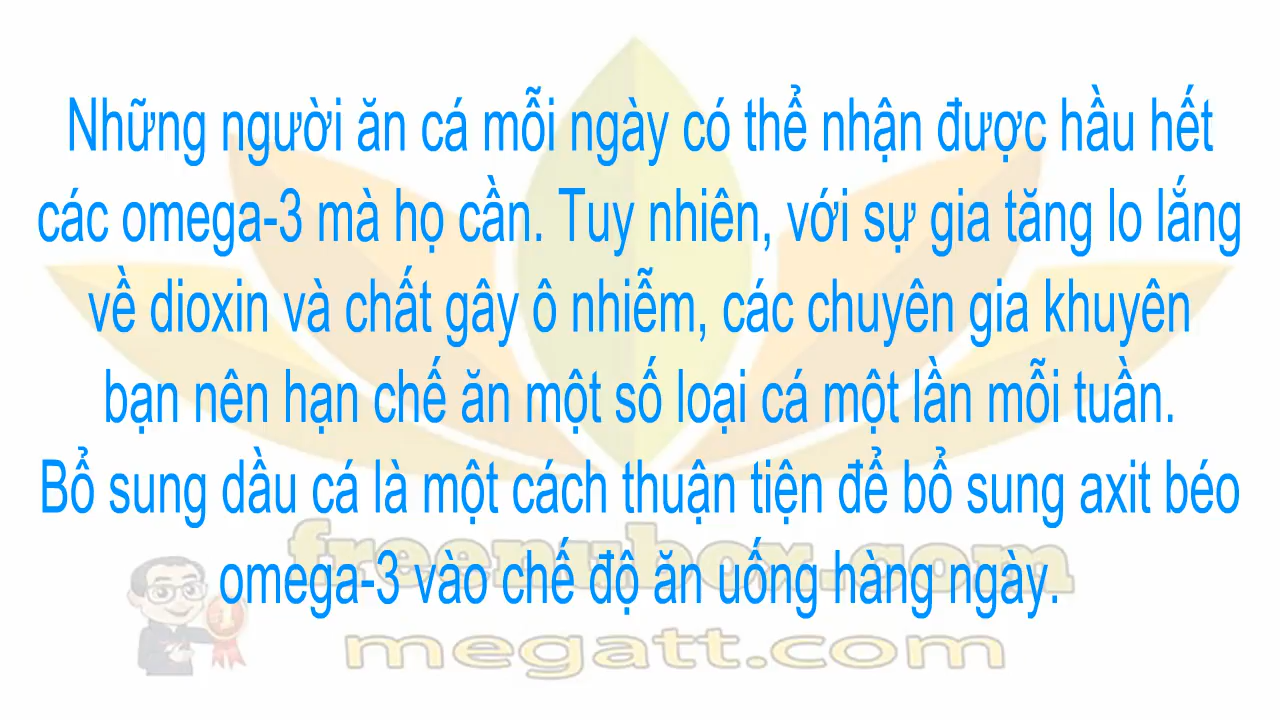 Những người ăn cá mỗi ngày có thể nhận được hầu hết
các omega-3 mà họ cần. Tuy nhiên, với sự gia tăng lo lắng
về dioxin và chất gây ô nhiễm, các chuyên gia khuyên
bạn nên hạn chế ăn một số loại cá một lần mỗi tuần.
Bổ sung dầu cá là một cách thuận tiện để bổ sung axit béo
freenubox.com
omega-3 vào chế độ ăn uống hàng ngày.
megatt.com